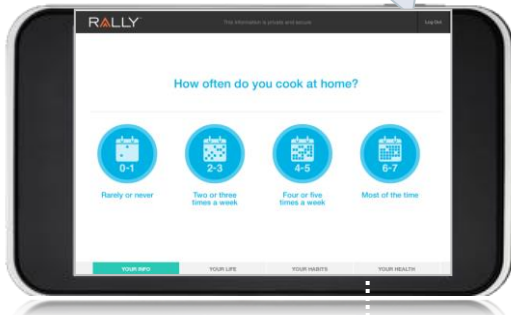 RALLY
This information is private and secure.
Log Out
How often do you cook at home?
0-1
2-3
4-5
6-7
Rarely or never
Two or three
times a week
Four or five
times a week
Most of the time
YOUR INFO
YOUR LIFE
YOUR HABITS
YOUR HEALTH